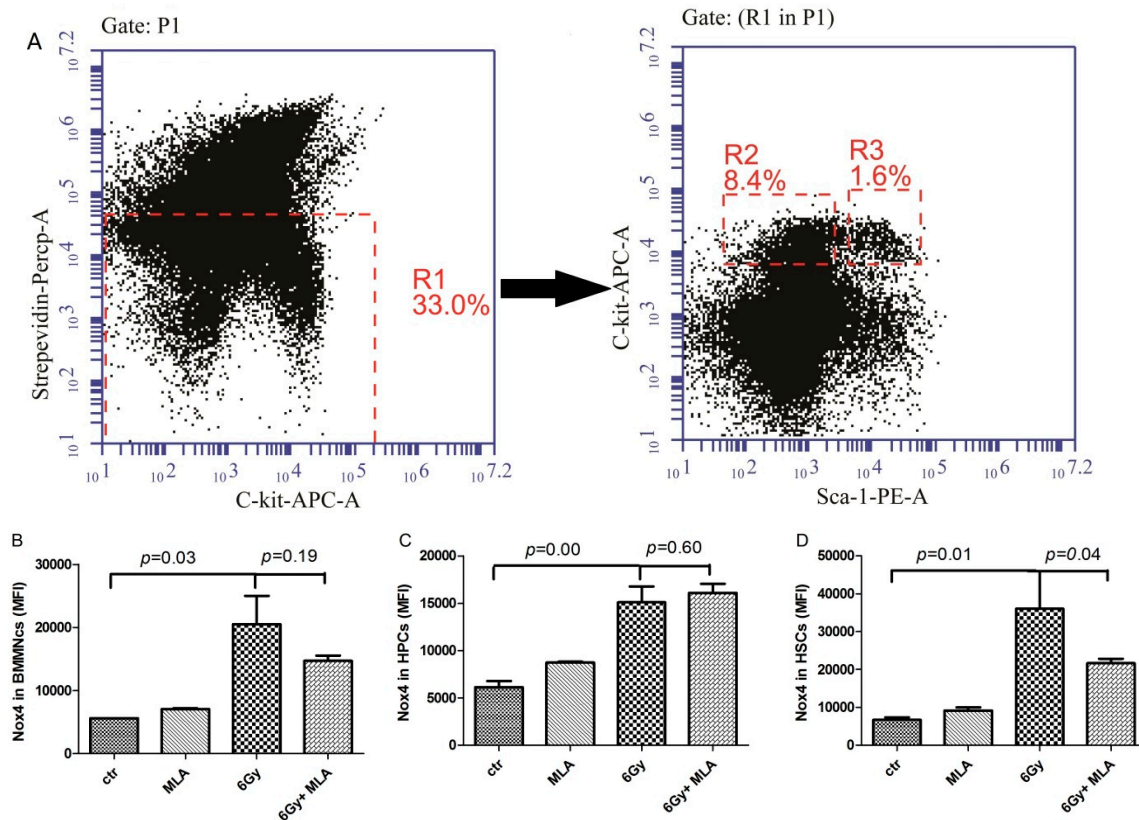 A
Gate: P1
Strepevidin-Percp-A
10 7.2
10 6
10 5
10 4
10 3
10 2
10 1
R1
33.0%
10 1 10 2 10 3 10 4 10 5 10 7.2
C-kit-APC-A
Gate: (R1 in P1)
C-kit-APC-A
10 7.2
10 6
10 5
10 4
10 3
10 2
10 1
R2
8.4%
R3
1.6%
10 1 10 2 10 3 10 4 10 5 10 7.2
Sca-1-PE-A
B
p=0.03
p=0.19
Nox4 in BMMNcs (MFI)
30000
20000
10000
0
ctr
MLA
6Gy
6Gy+ MLA
C
p=0.00
p=0.60
Nox4 in HPCs (MFI)
20000
15000
10000
5000
0
ctr
MLA
6Gy
6Gy+ MLA
D
p=0.01
p=0.04
Nox4 in HSCs (MFI)
50000
40000
30000
20000
10000
0
ctr
MLA
6Gy
6Gy+ MLA